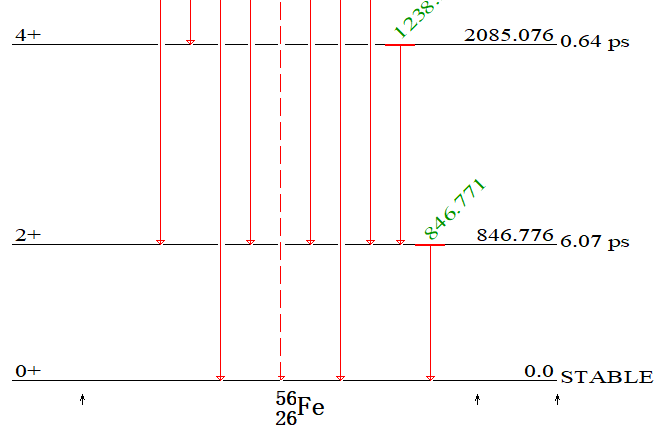 1238.
4+ 2085.076 0.64 ps
846.771
2+ 846.776 6.07 ps
0+ 0.0 STABLE
56
26Fe